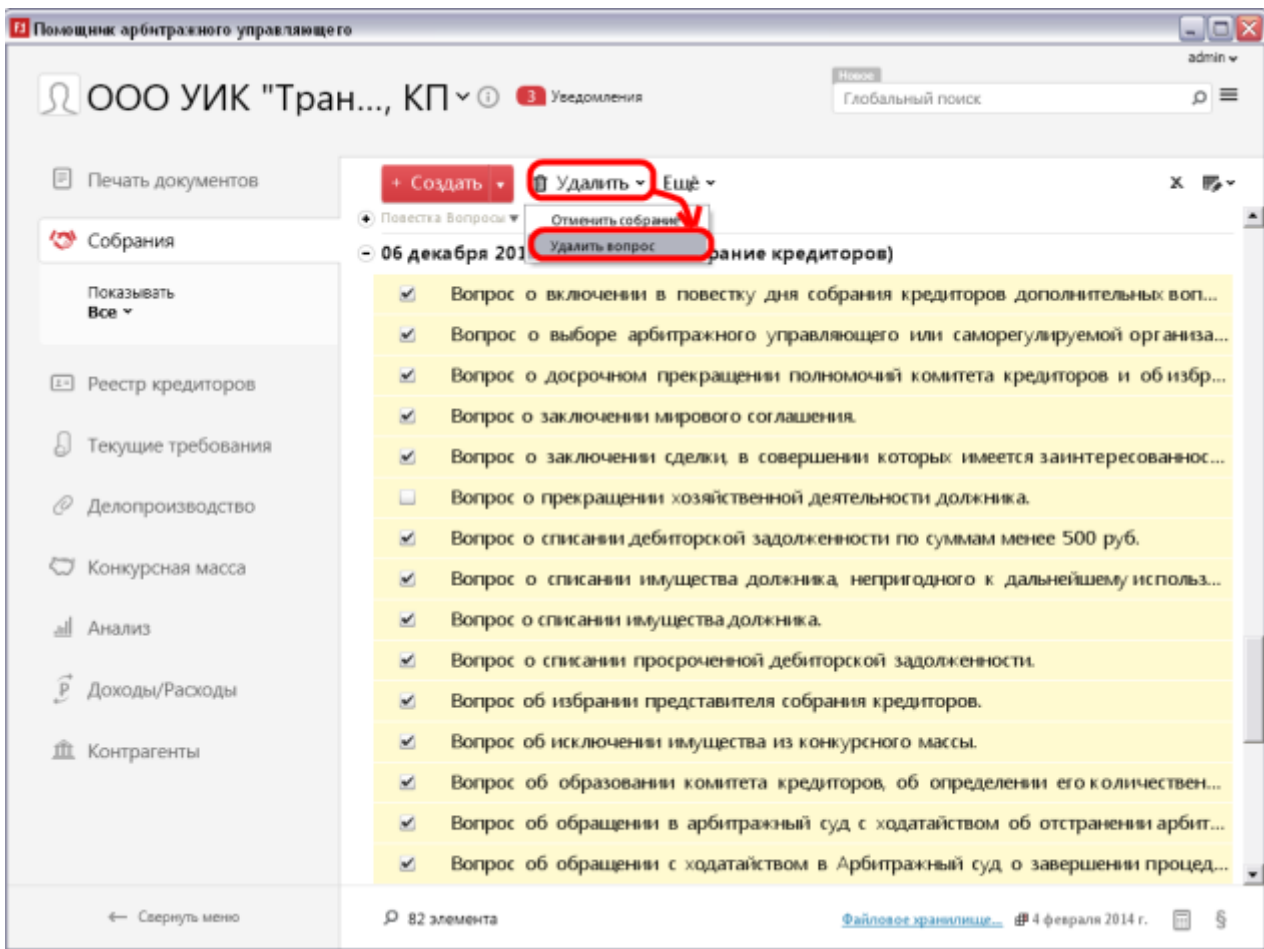 Помощник арбитражного управляющего
admin
ООО УИК "Тран..., КП
3 Уведомления
Новое
Глобальный поиск
Печать документов
+ Создать
Удалить
Ещё
Повестка Вопросы
Отменить собрание
Собрания
Удалить вопрос
06 декабря 201 рание кредиторов)
Показывать
Все
Вопрос о включении в повестку дня собрания кредиторов дополнительных воп...
Вопрос о выборе арбитражного управляющего или саморегулируемой организа...
Реестр кредиторов
Вопрос о досрочном прекращении полномочий комитета кредиторов и об избр...
Вопрос о заключении мирового соглашения.
Текущие требования
Вопрос о заключении сделки, в совершении которых имеется заинтересованнос...
Вопрос о прекращении хозяйственной деятельности должника.
Делопроизводство
Вопрос о списании дебиторской задолженности по суммам менее 500 руб.
Конкурсная масса
Вопрос о списании имущества должника, непригодного к дальнейшему использ...
Вопрос о списании имущества должника.
Анализ
Вопрос о списании просроченной дебиторской задолженности.
Доходы/Расходы
Вопрос об избрании представителя собрания кредиторов.
Контрагенты
Вопрос об исключении имущества из конкурсного массы.
Вопрос об образовании комитета кредиторов, об определении его количествен...
Вопрос об обращении в арбитражный суд с ходатайством об отстранении арбит...
Вопрос об обращении с ходатайством в Арбитражный суд о завершении процед...
← Свернуть меню
82 элемента
Файловое хранилище...
4 февраля 2014 г.
§